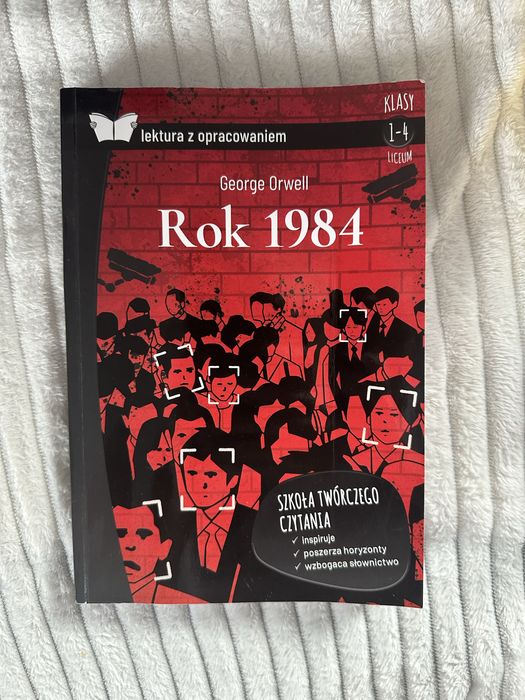 lektura z opracowaniem
KLASY
1-4
LICEUM
George Orwell
Rok 1984
SZKOŁA TWÓRCZEGO
CZYTANIA
✓ inspiruje
✓ poszerza horyzonty
✓ wzbogaca słownictwo